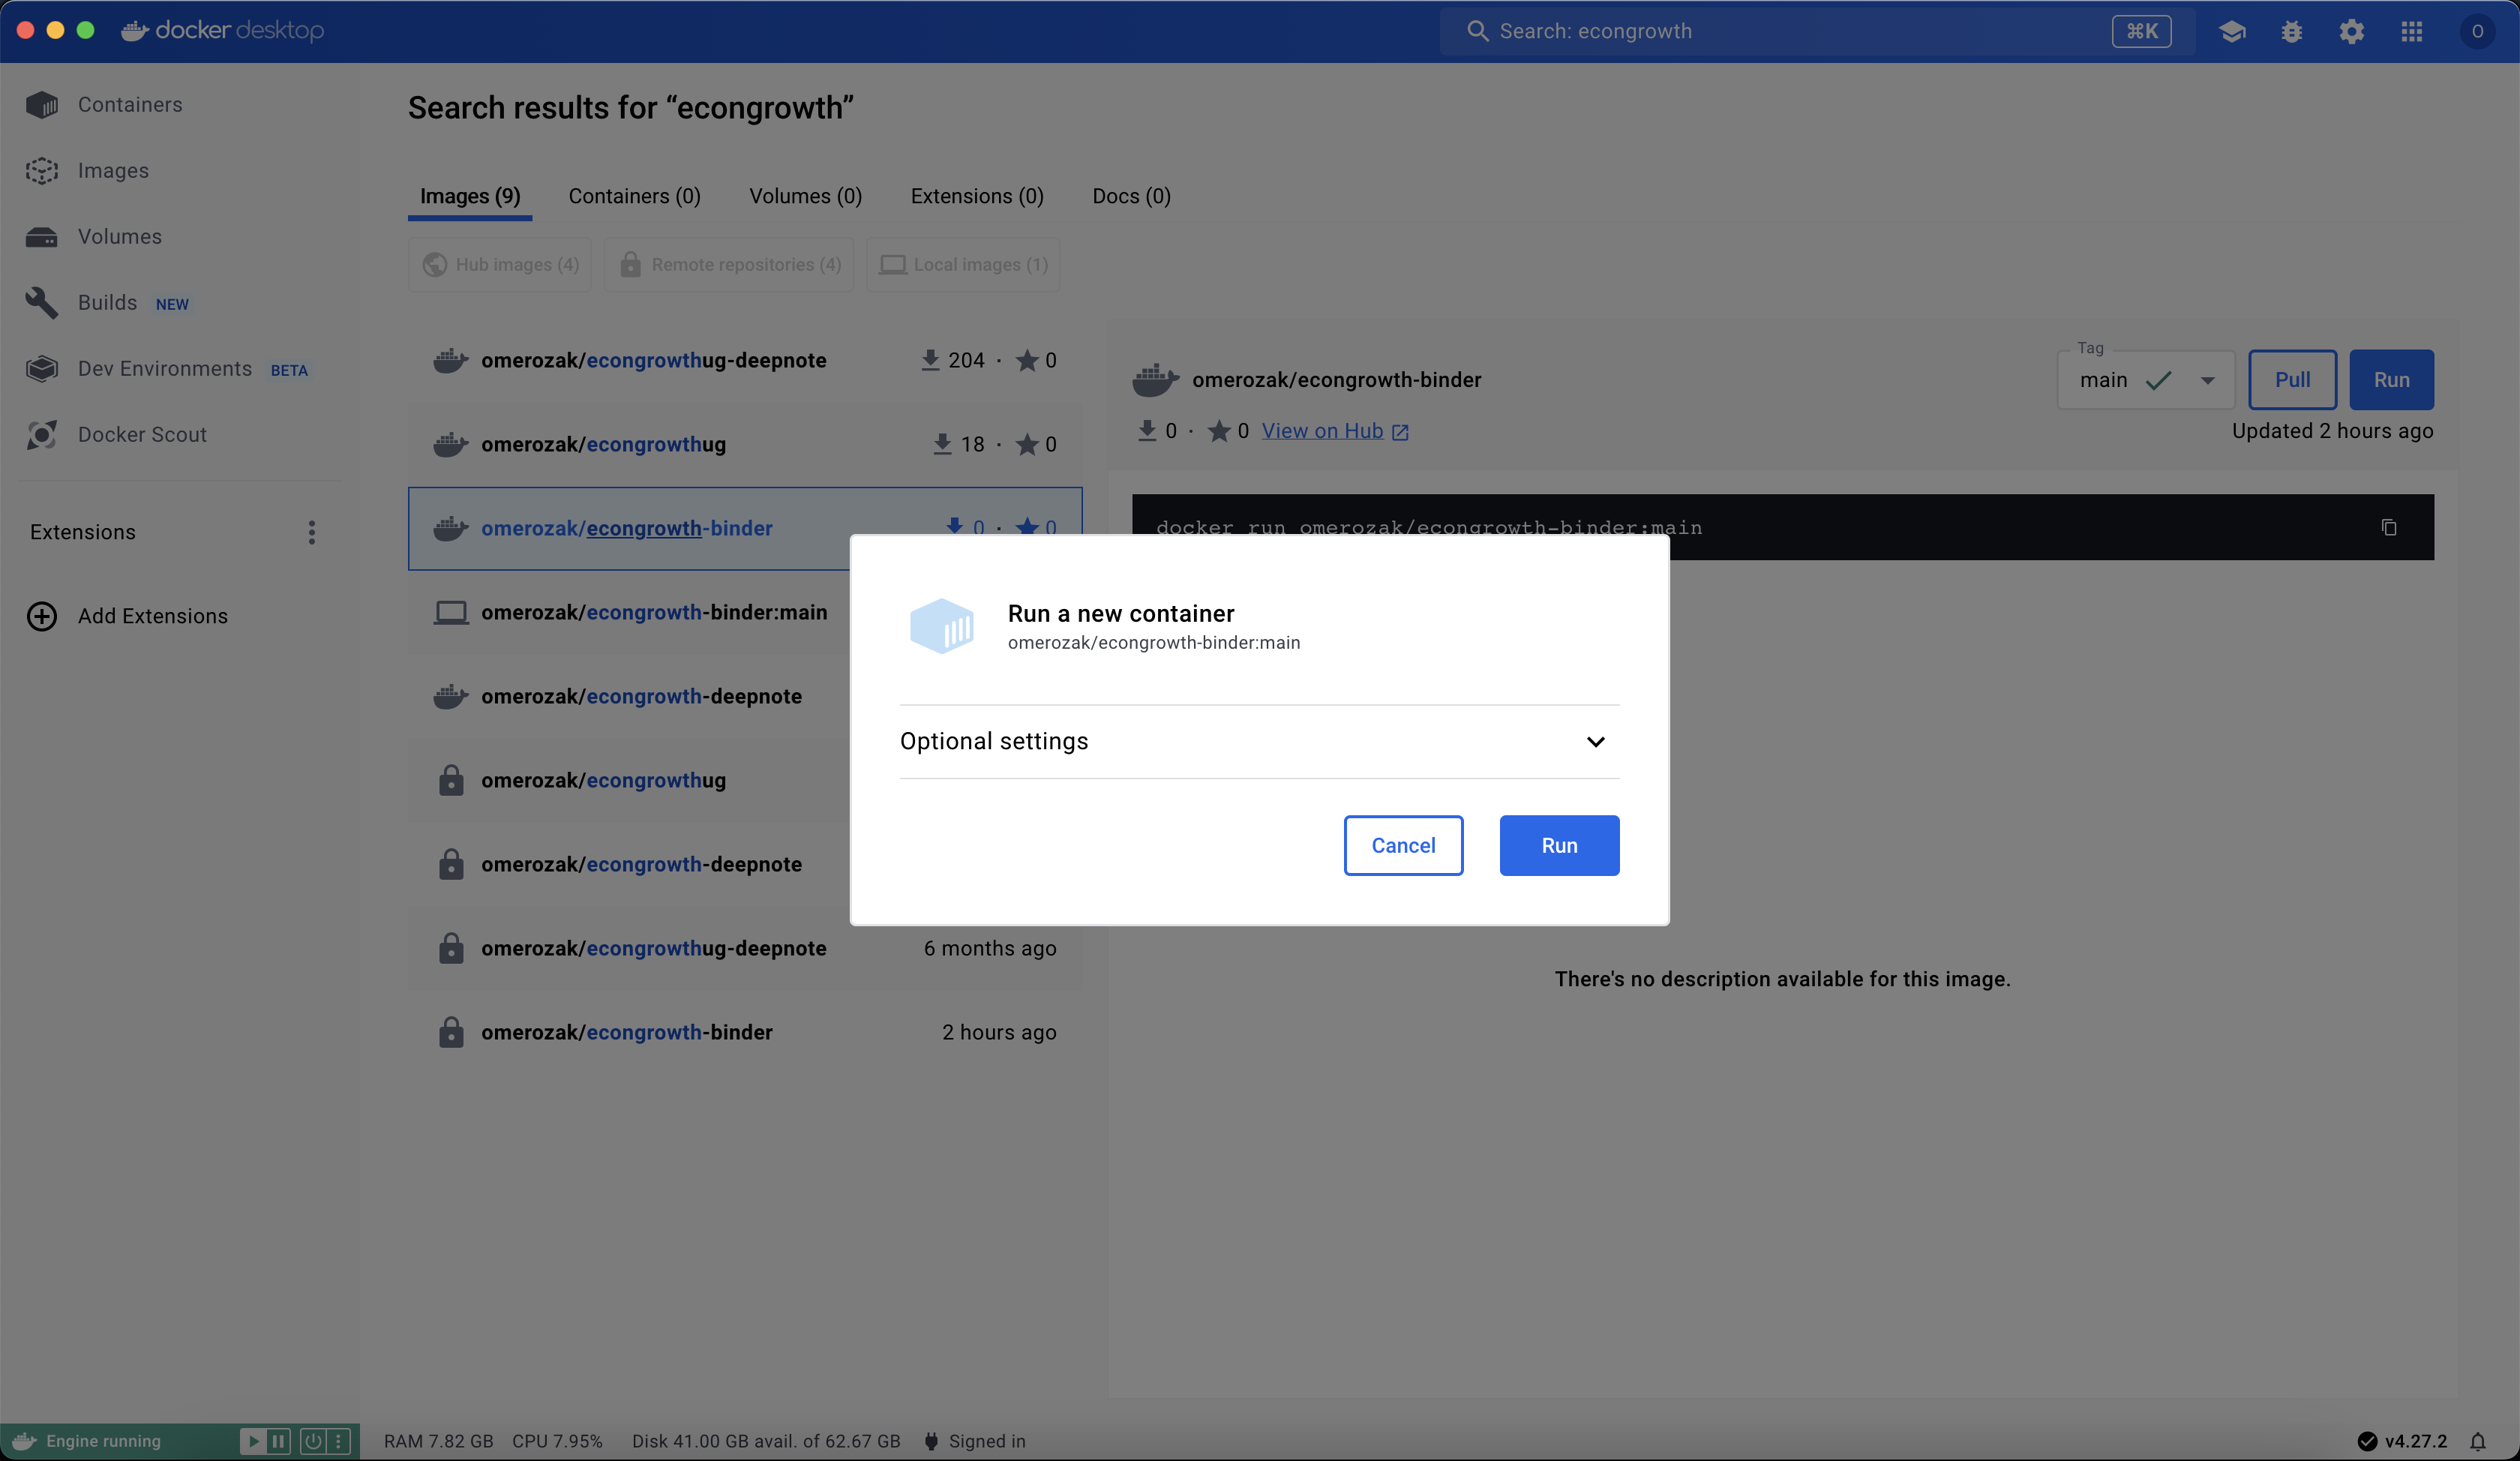 docker desktop
Search: econgrowth
⌘K
O
Containers
Images
Volumes
Builds NEW
Dev Environments BETA
Docker Scout
Extensions
Add Extensions
Search results for “econgrowth”
Images (9) Containers (0) Volumes (0) Extensions (0) Docs (0)
Hub images (4) Remote repositories (4) Local images (1)
omerozak/econgrowthug-deepnote 204 · 0
omerozak/econgrowthug 18 · 0
omerozak/econgrowth-binder 0 · 0
omerozak/econgrowth-binder:main
omerozak/econgrowth-deepnote
omerozak/econgrowthug
omerozak/econgrowth-deepnote
omerozak/econgrowthug-deepnote 6 months ago
omerozak/econgrowth-binder 2 hours ago
omerozak/econgrowth-binder
Tag
main
Pull
Run
0 · 0 View on Hub
Updated 2 hours ago
docker run omerozak/econgrowth-binder:main
Run a new container
omerozak/econgrowth-binder:main
Optional settings
Cancel
Run
There's no description available for this image.
Engine running
RAM 7.82 GB CPU 7.95% Disk 41.00 GB avail. of 62.67 GB Signed in
v4.27.2